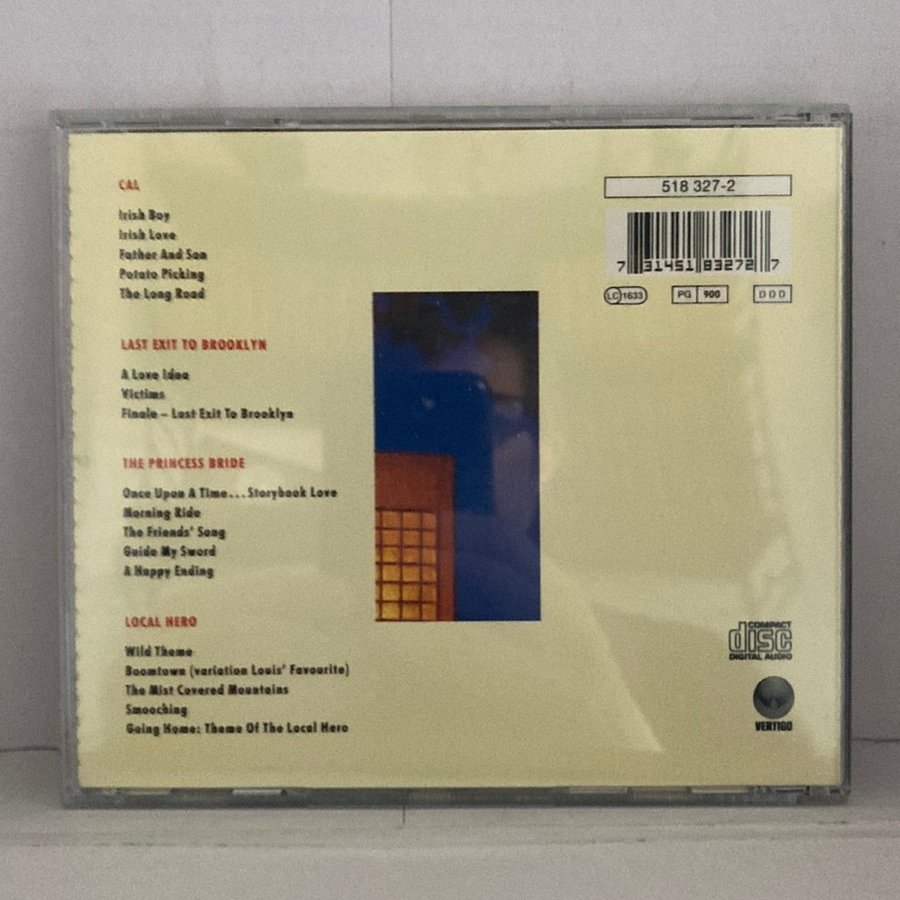 CAL
Irish Boy
Irish Love
Father And Son
Potato Picking
The Long Road
LAST EXIT TO BROOKLYN
A Love Idea
Victims
Finale – Last Exit To Brooklyn
THE PRINCESS BRIDE
Once Upon A Time...Storybook Love
Morning Ride
The Friends' Song
Guide My Sword
A Happy Ending
LOCAL HERO
Wild Theme
Boomtown (variation Louis' Favourite)
The Mist Covered Mountains
Smooching
Going Home: Theme Of The Local Hero
518 327-2
7 31451 83272 7
LC 1633 PG 900 DDD
COMPACT
disc
DIGITAL AUDIO
VERTIGO